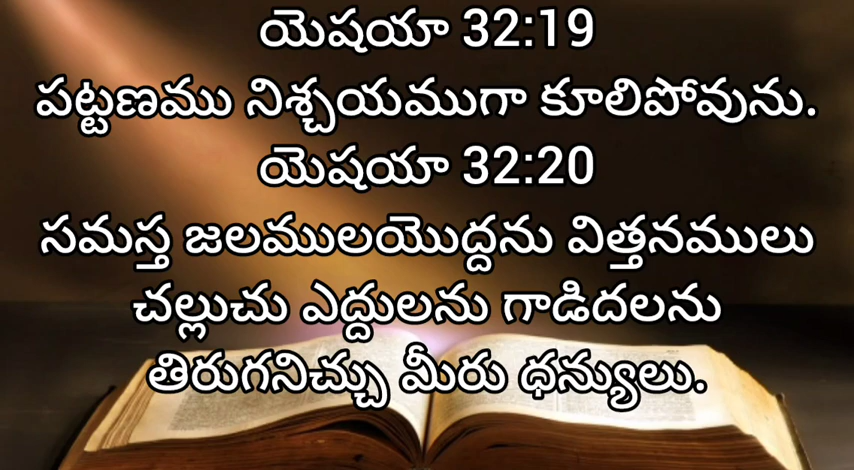 యెషయా 32:19
పట్టణము నిశ్చయముగా కూలిపోవును.
యెషయా 32:20
సమస్త జలములయొద్దను విత్తనములు
చల్లుచు ఎద్దులను గాడిదలను
తిరుగనిచ్చు మీరు ధన్యులు.